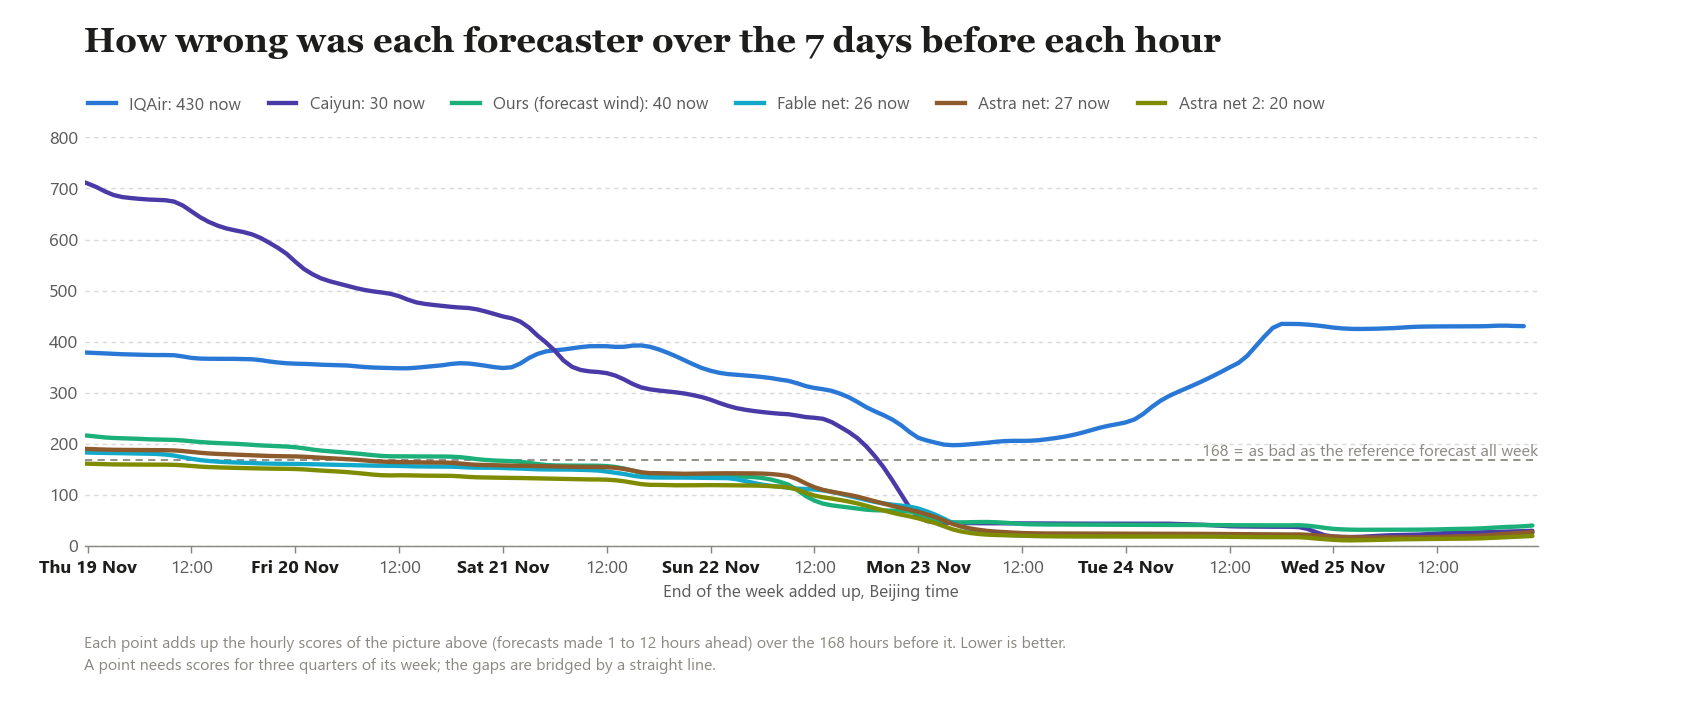 How wrong was each forecaster over the 7 days before each hour
IQAir: 430 now Caiyun: 30 now Ours (forecast wind): 40 now Fable net: 26 now Astra net: 27 now Astra net 2: 20 now
800
700
600
500
400
300
200
168 = as bad as the reference forecast all week
100
0
Thu 19 Nov 12:00 Fri 20 Nov 12:00 Sat 21 Nov 12:00 Sun 22 Nov 12:00 Mon 23 Nov 12:00 Tue 24 Nov 12:00 Wed 25 Nov 12:00
End of the week added up, Beijing time
Each point adds up the hourly scores of the picture above (forecasts made 1 to 12 hours ahead) over the 168 hours before it. Lower is better.
A point needs scores for three quarters of its week; the gaps are bridged by a straight line.